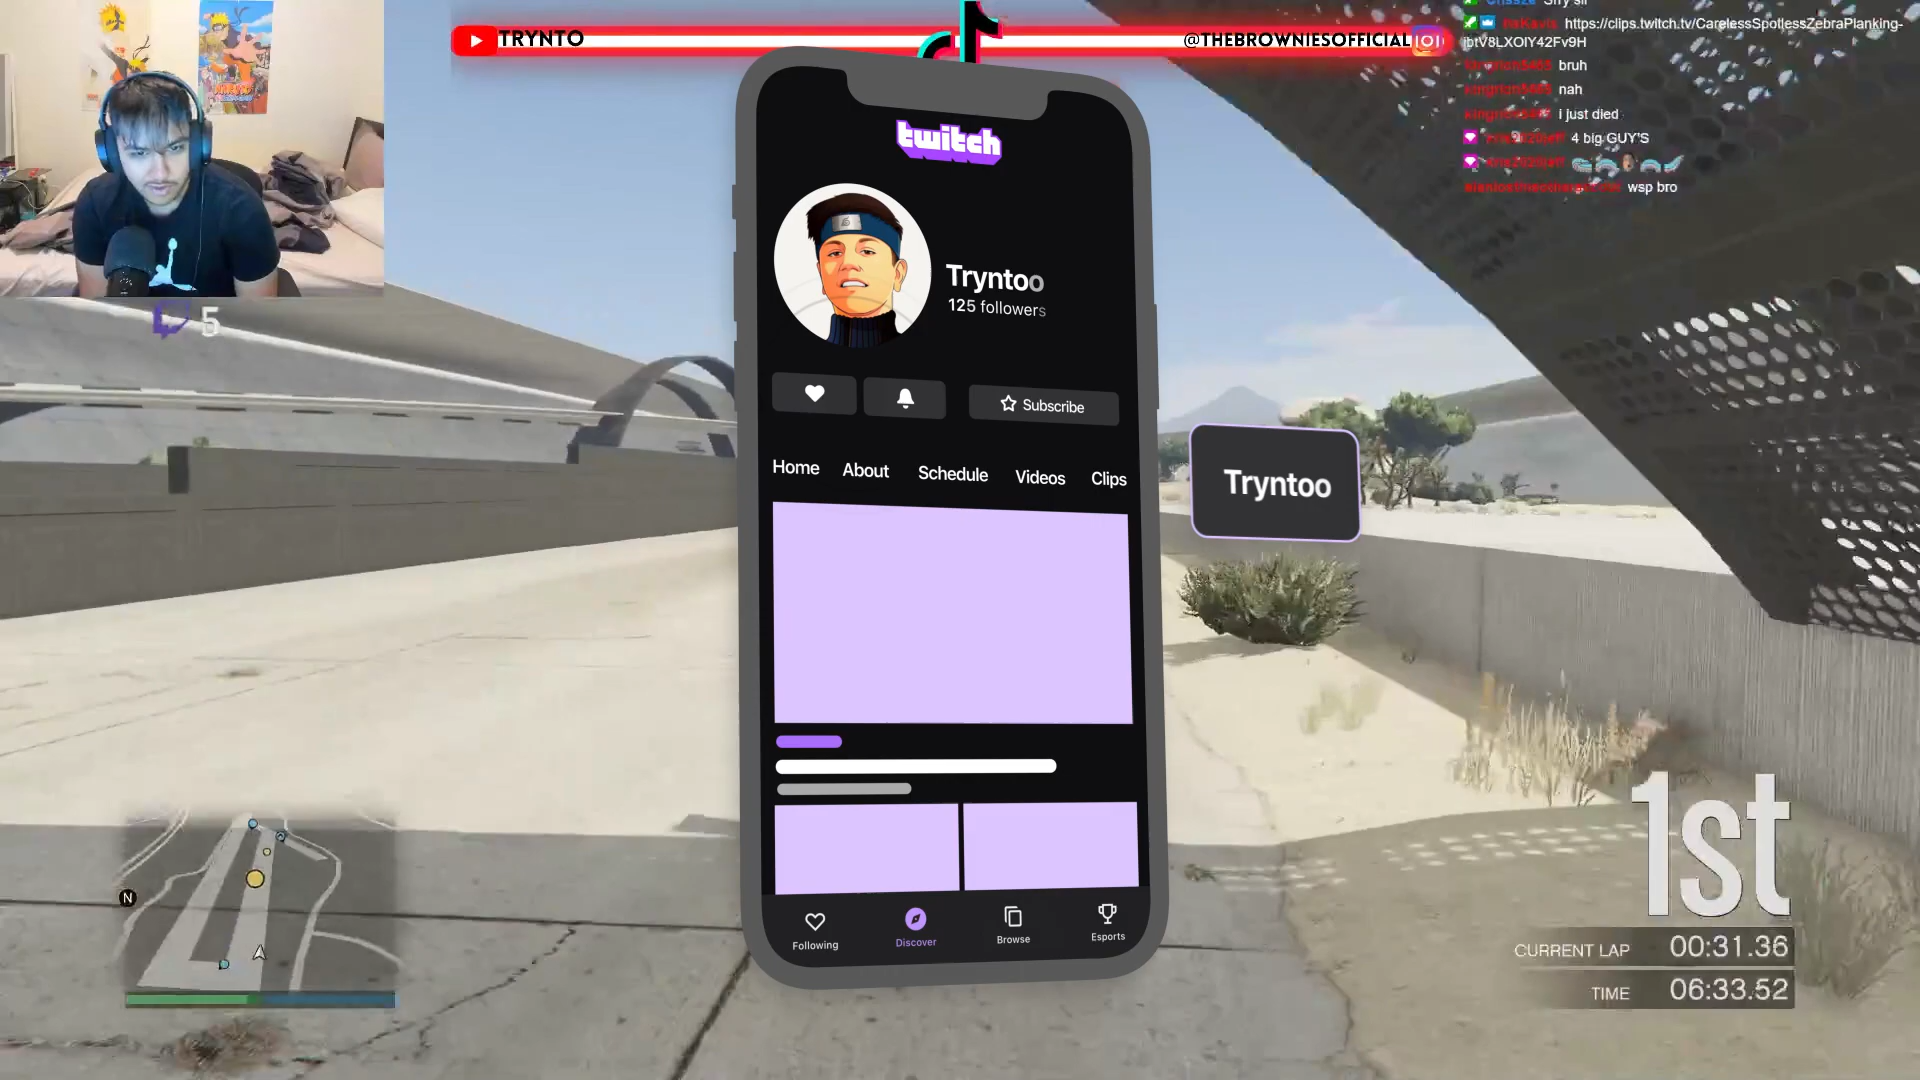 TRYNTO
@THEBROWNIESOFFICIAL
Srry sir
https://clips.twitch.tv/CarelessSpotlessZebraPlanking-
bruh
nah
i just died
4 big GUY'S
wsp bro
5
twitch
Tryntoo
125 followers
Subscribe
Home About Schedule Videos Clips
Tryntoo
Following Discover Browse Esports
N
1st
CURRENT LAP 00:31.36
TIME 06:33.52